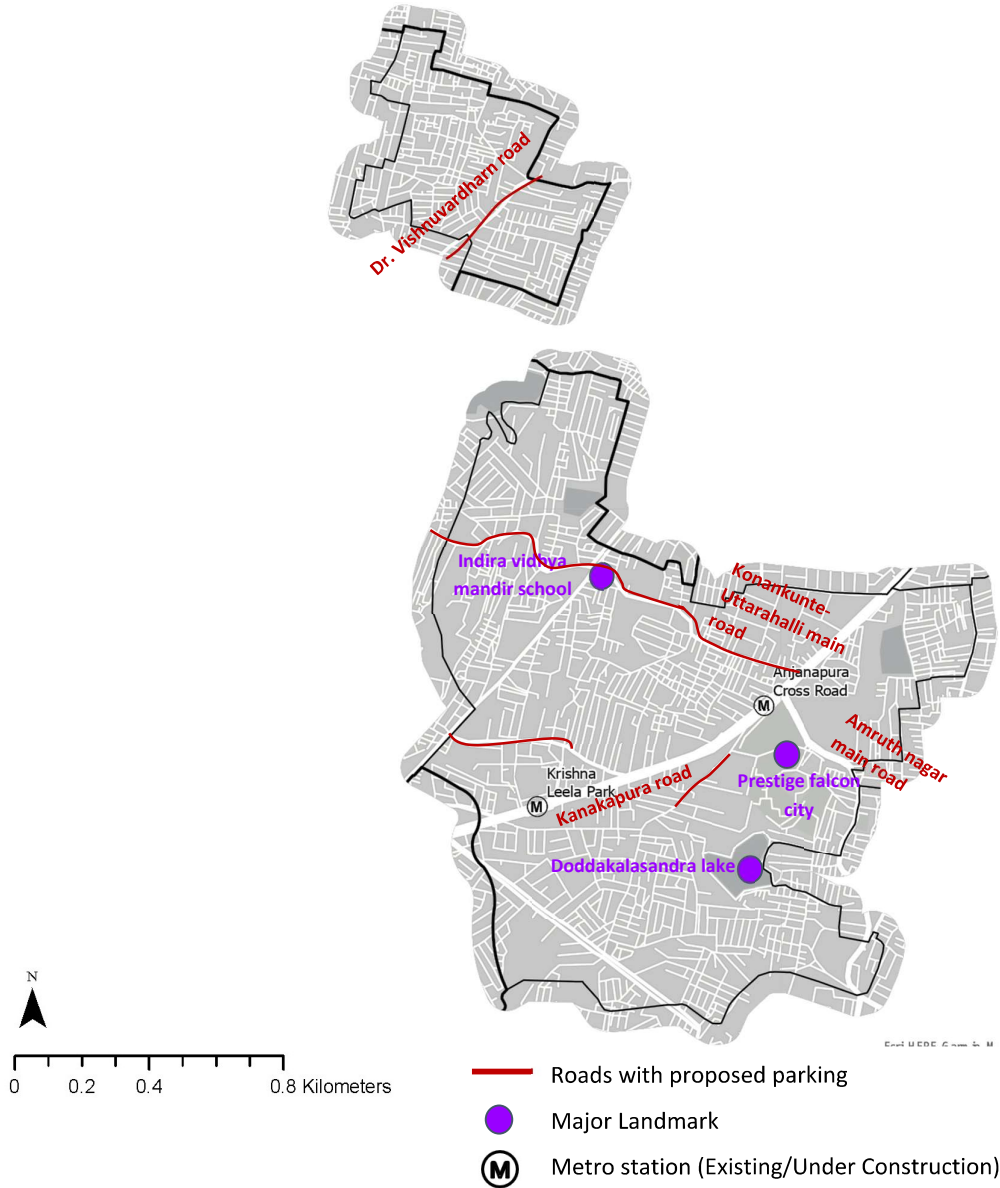 Dr. Vishnuvardharn road
Indira vidhya
mandir school
Konankunte-
Uttarahalli main
road
Anjanapura
Cross Road
M
Amruth nagar
main road
Prestige falcon
city
Krishna
Leela Park
M
Kanakapura road
Doddakalasandra lake
N
0 0.2 0.4 0.8 Kilometers
Roads with proposed parking
Major Landmark
M Metro station (Existing/Under Construction)